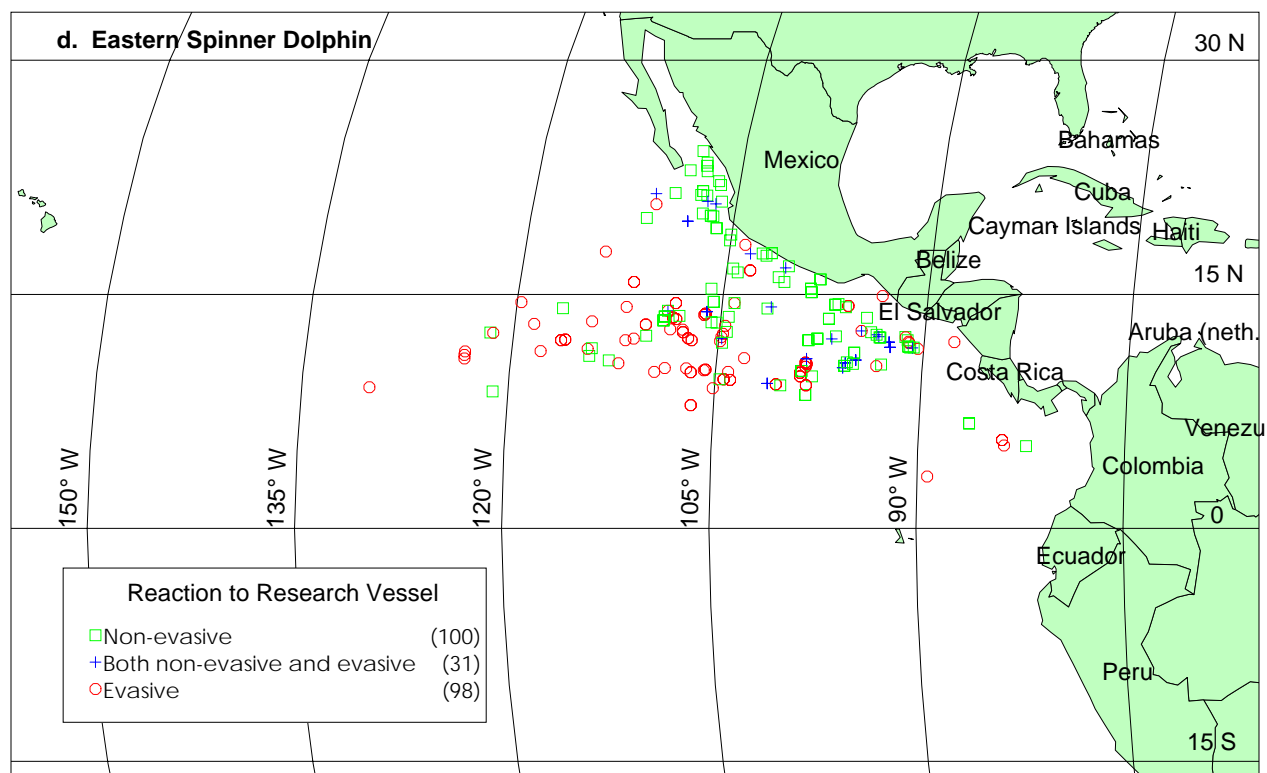 d. Eastern Spinner Dolphin
30 N
Bahamas
Mexico
Cuba
Cayman Islands
Haiti
Belize
15 N
El Salvador
Aruba (neth.
Costa Rica
Venezu
Colombia
150° W
135° W
120° W
105° W
90° W
0
Ecuador
Reaction to Research Vessel
Non-evasive (100)
Both non-evasive and evasive (31)
Evasive (98)
Peru
15 S